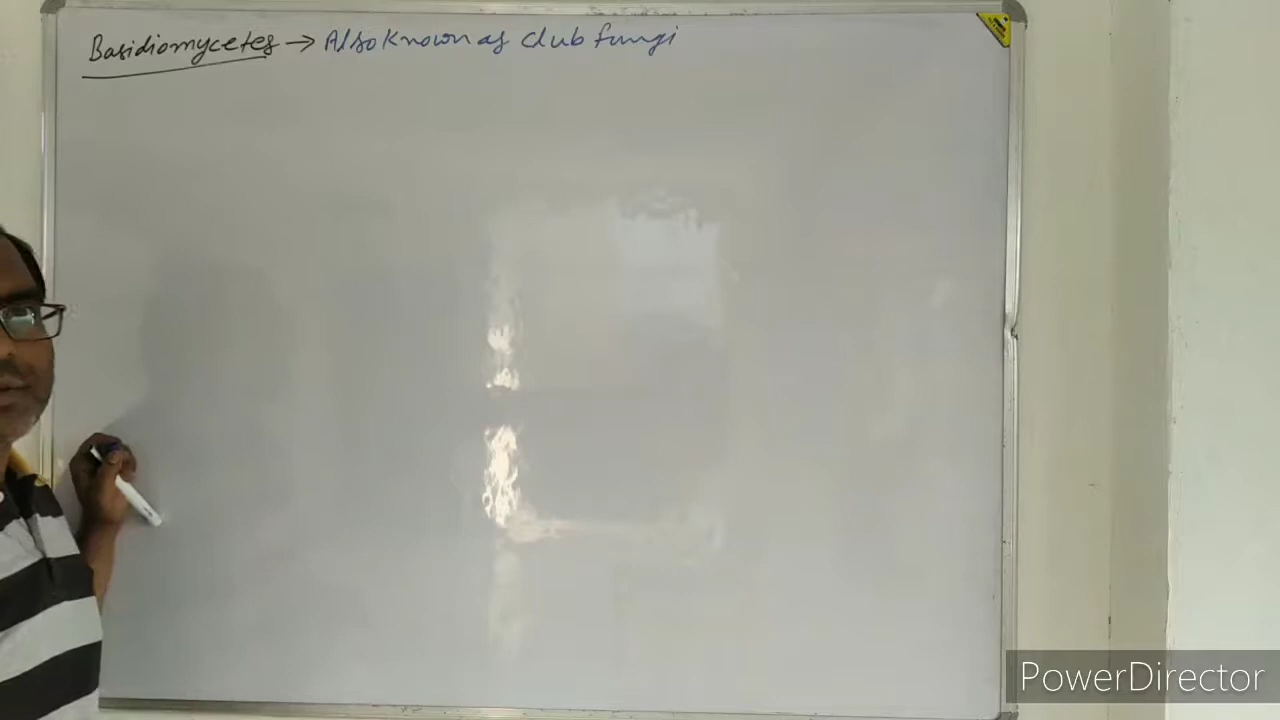 Basidiomycetes → Also Known as Club fungi
PowerDirector